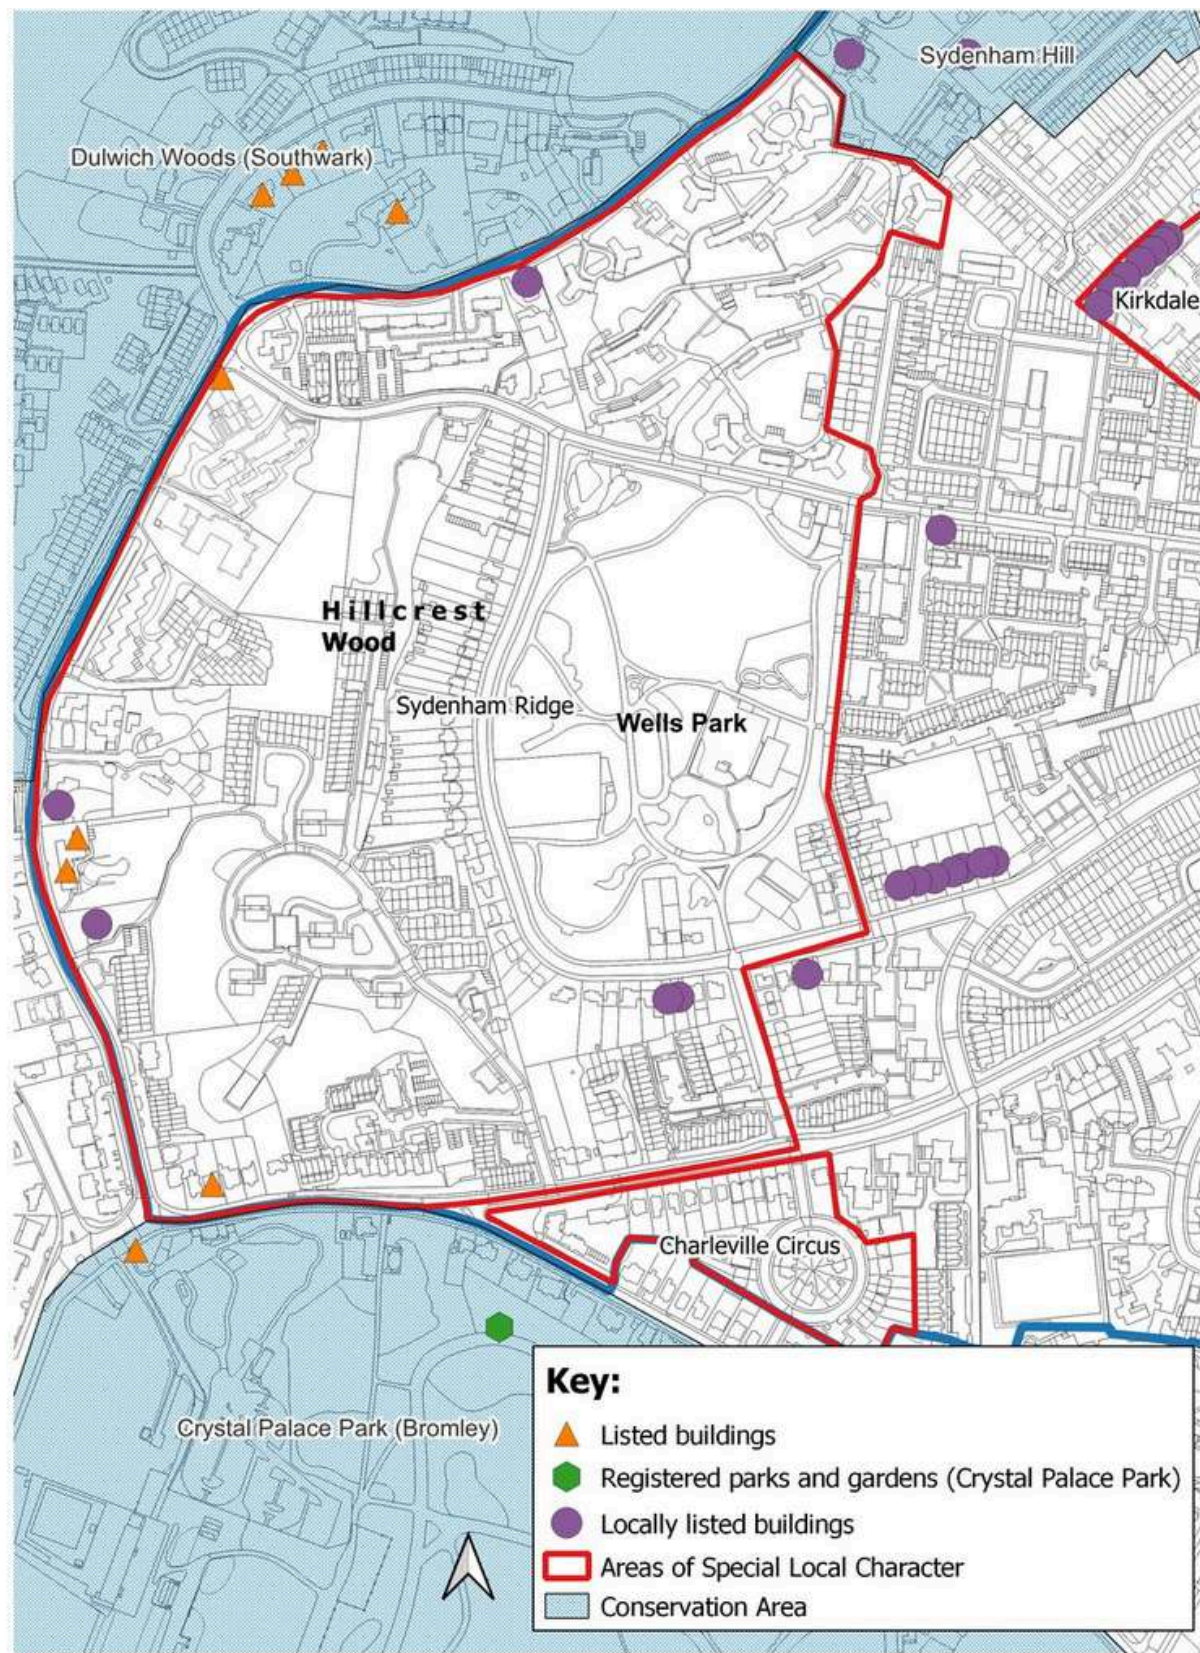 Sydenham Hill
Dulwich Woods (Southwark)
Kirkdale
Hillcrest
Wood
Sydenham Ridge
Wells Park
Charleville Circus
Crystal Palace Park (Bromley)
Key:
Listed buildings
Registered parks and gardens (Crystal Palace Park)
Locally listed buildings
Areas of Special Local Character
Conservation Area